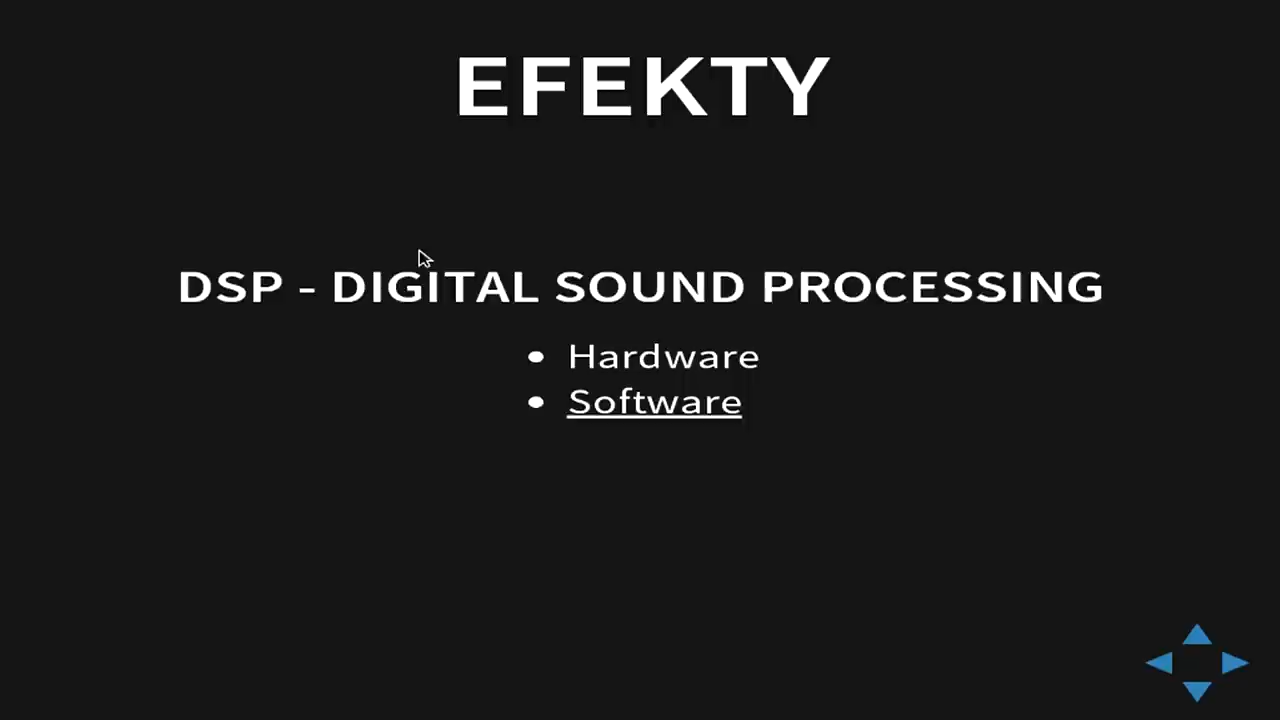 EFEKTY
DSP - DIGITAL SOUND PROCESSING
• Hardware
• Software